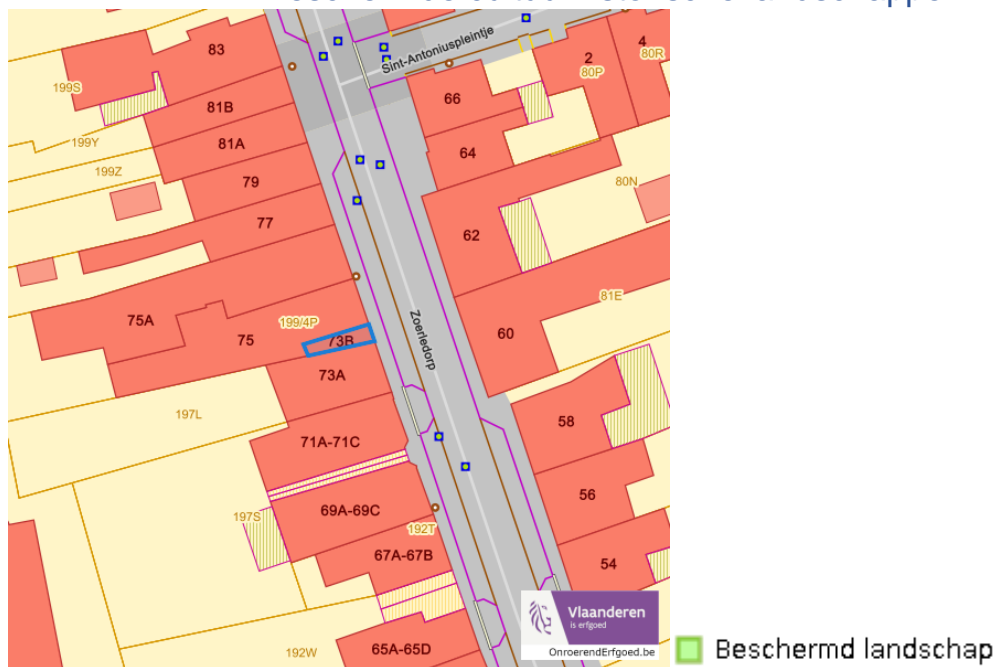 83
Sint-Antoniuspleintje
4
80R
2
80P
199S
81B
66
199Y
81A
64
199Z
79
80N
77
62
81E
75A
199/4P
75
73B
Zoerledorp
60
73A
197L
58
71A-71C
56
69A-69C
197S
192T
67A-67B
54
Vlaanderen
is erfgoed
OnroerendErfgoed.be
65A-65D
192W
Beschermd landschap